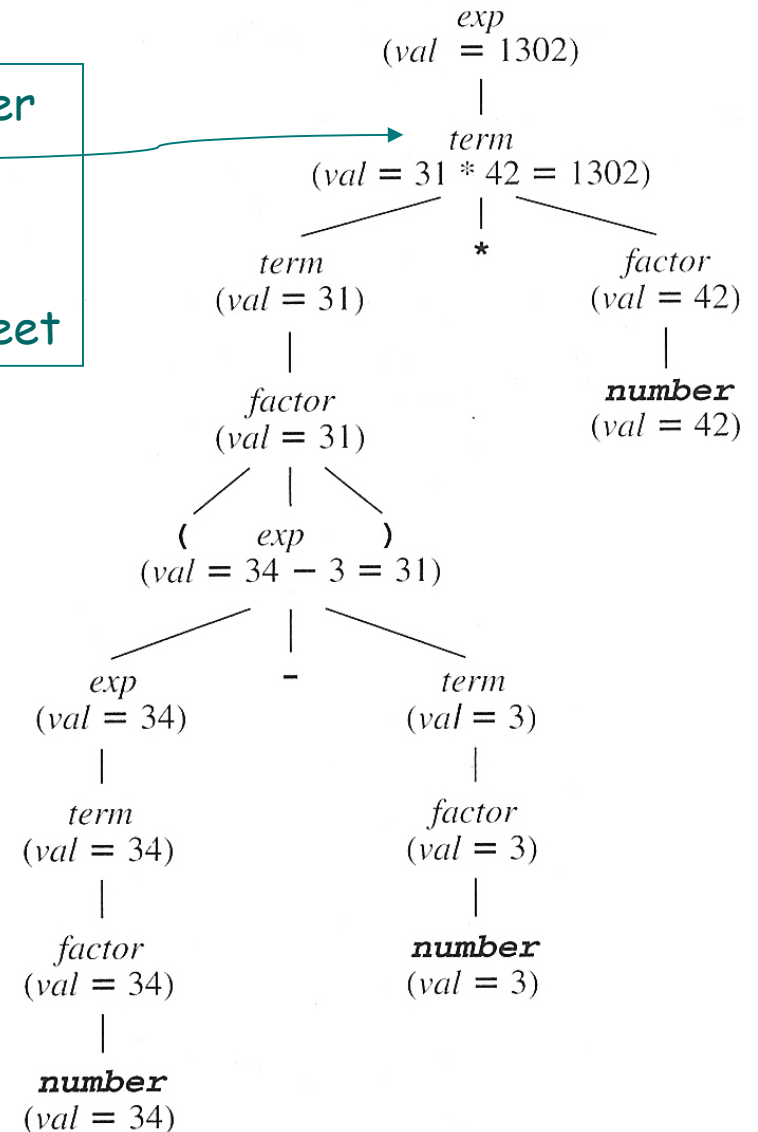 exp
(val = 1302)
er
term
(val = 31 * 42 = 1302)
term
*
factor
(val = 31)
(val = 42)
eet
factor
number
(val = 31)
(val = 42)
( exp )
(val = 34 − 3 = 31)
exp
-
term
(val = 34)
(val = 3)
term
factor
(val = 34)
(val = 3)
factor
number
(val = 34)
(val = 3)
number
(val = 34)